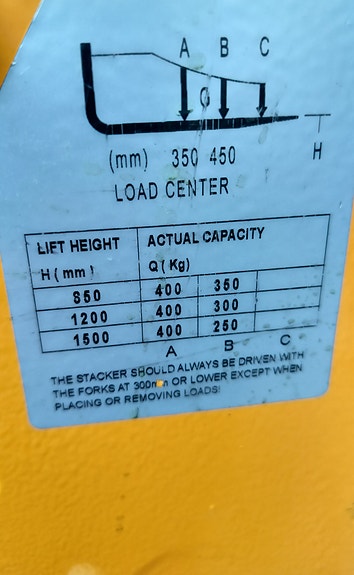 A B C
Q
(mm) 350 450 H
LOAD CENTER
LIFT HEIGHT ACTUAL CAPACITY
H ( mm ) Q ( Kg)
850 400 350
1200 400 300
1500 400 250
A B C
THE STACKER SHOULD ALWAYS BE DRIVEN WITH
THE FORKS AT 300mm OR LOWER EXCEPT WHEN
PLACING OR REMOVING LOADS!